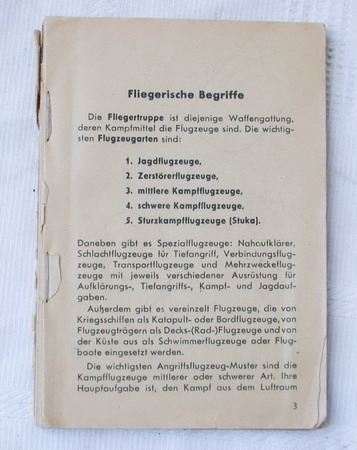 Fliegerische Begriffe
Die Fliegertruppe ist diejenige Waffengattung,
deren Kampfmittel die Flugzeuge sind. Die wichtig-
sten Flugzeugarten sind:
1. Jagdflugzeuge,
2. Zerstörerflugzeuge,
3. mittlere Kampfflugzeuge,
4. schwere Kampfflugzeuge,
5. Sturzkampfflugzeuge (Stuka).
Daneben gibt es Spezialflugzeuge: Nahaufklärer,
Schlachtflugzeuge für Tiefangriff, Verbindungsflug-
zeuge, Transportflugzeuge und Mehrzweckeflug-
zeuge mit jeweils verschiedener Ausrüstung für
Aufklärungs-, Tiefangriffs-, Kampf- und Jagdauf-
gaben.
Außerdem gibt es vereinzelt Flugzeuge, die von
Kriegsschiffen als Katapult- oder Bordflugzeuge, von
Flugzeugträgern als Decks-(Rad-)Flugzeuge und von
der Küste aus als Schwimmerflugzeuge oder Flug-
boote eingesetzt werden.
Die wichtigsten Angriffsflugzeug-Muster sind die
Kampfflugzeuge mittlerer oder schwerer Art. Ihre
Hauptaufgabe ist, den Kampf aus dem Luftraum
3